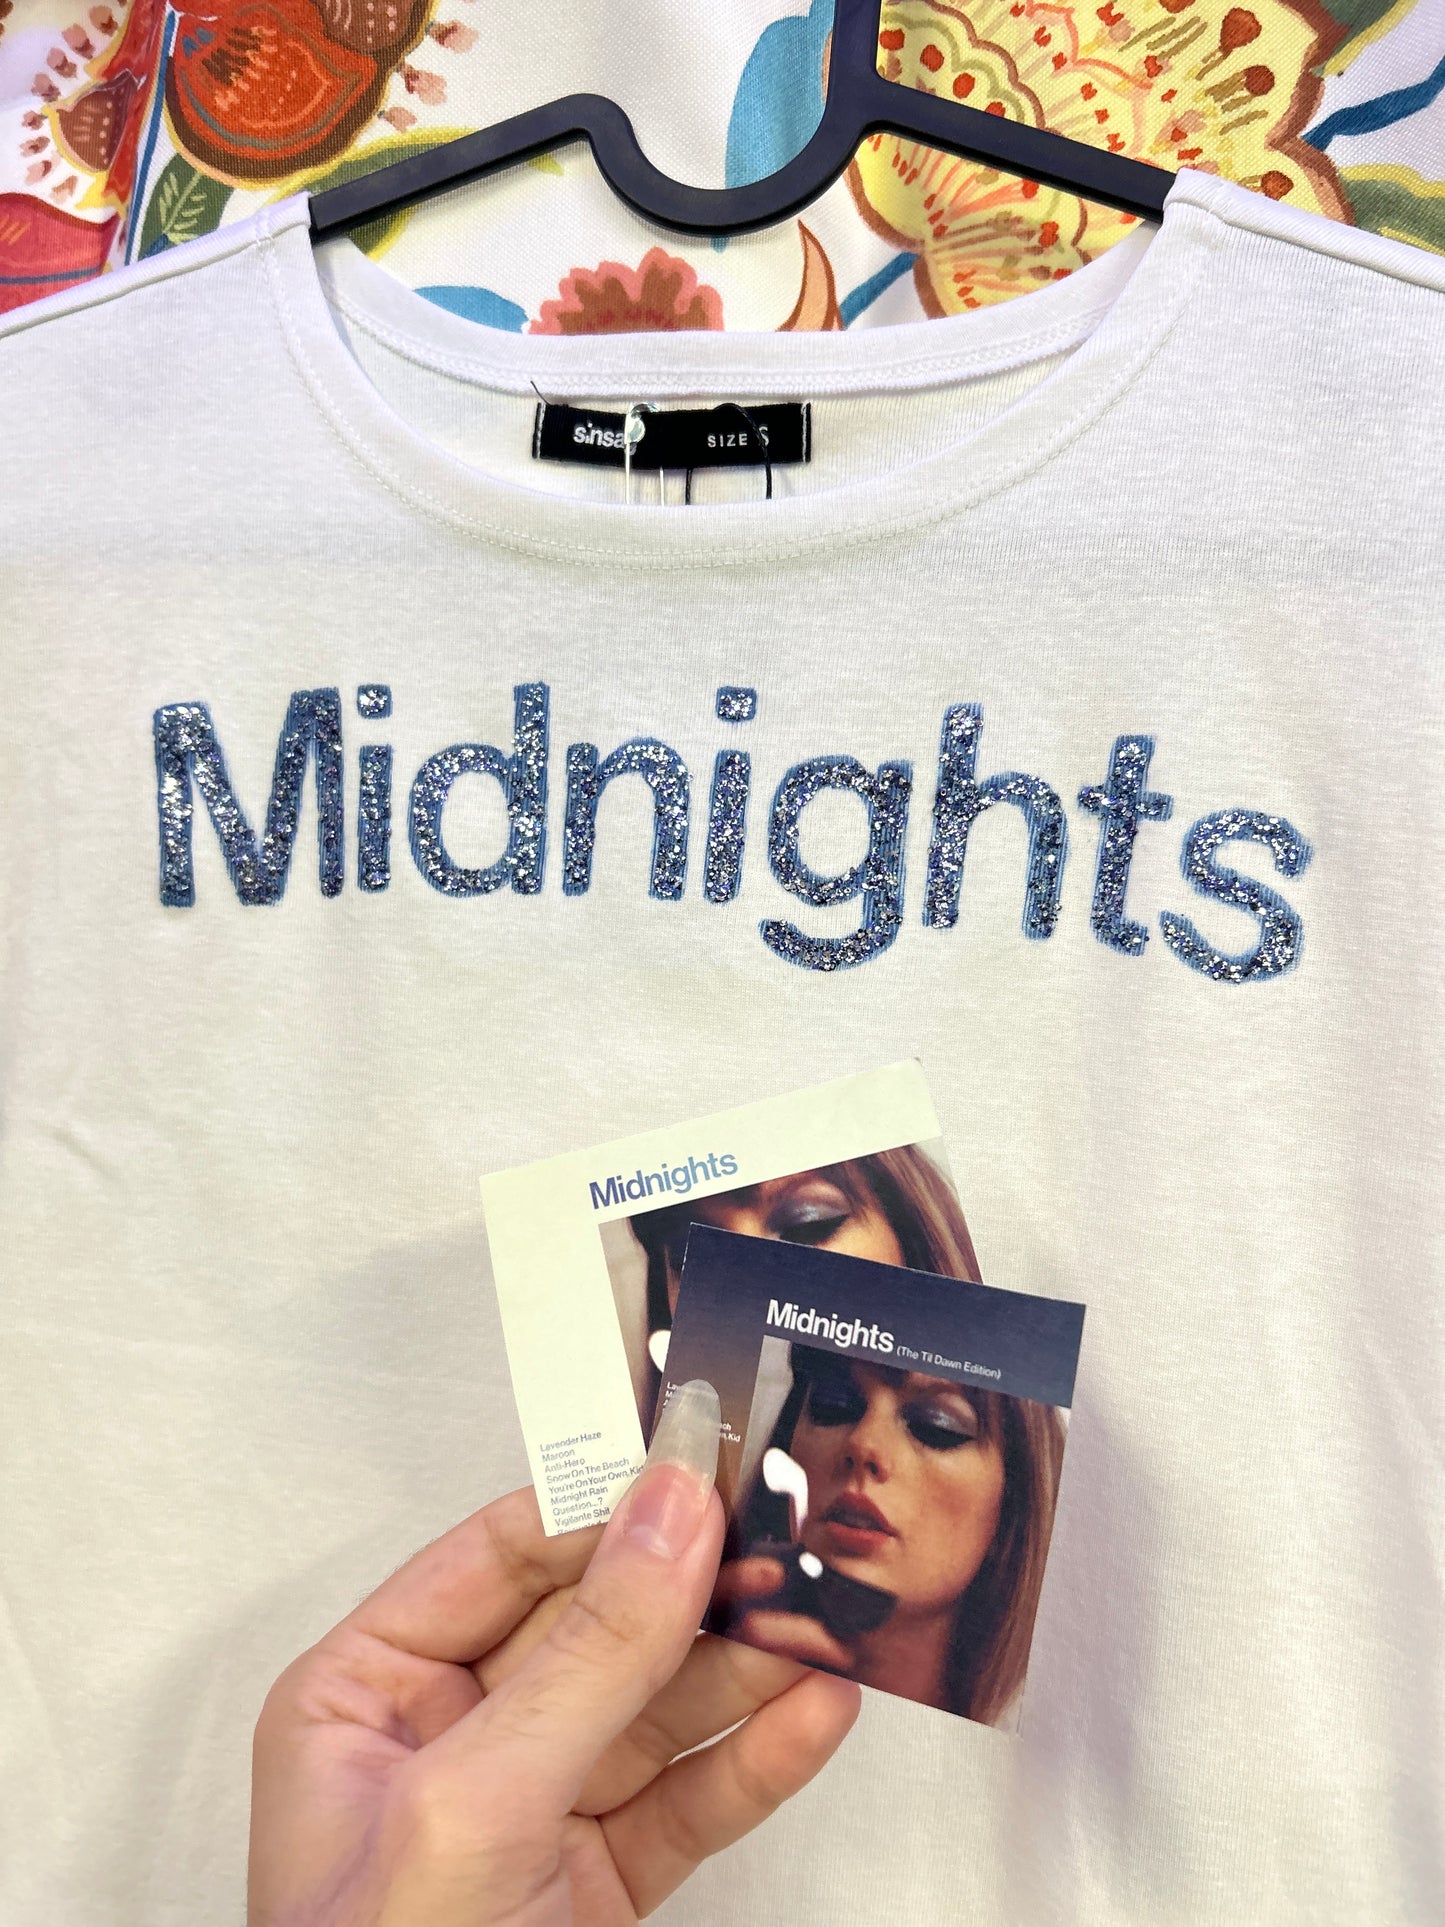 sinsay SIZE S
Midnights
Midnights
Lavender Haze
Maroon
Anti-Hero
Snow On The Beach
You're On Your Own, Kid
Midnight Rain
Question...?
Vigilante Shit
Midnights (The Til Dawn Edition)